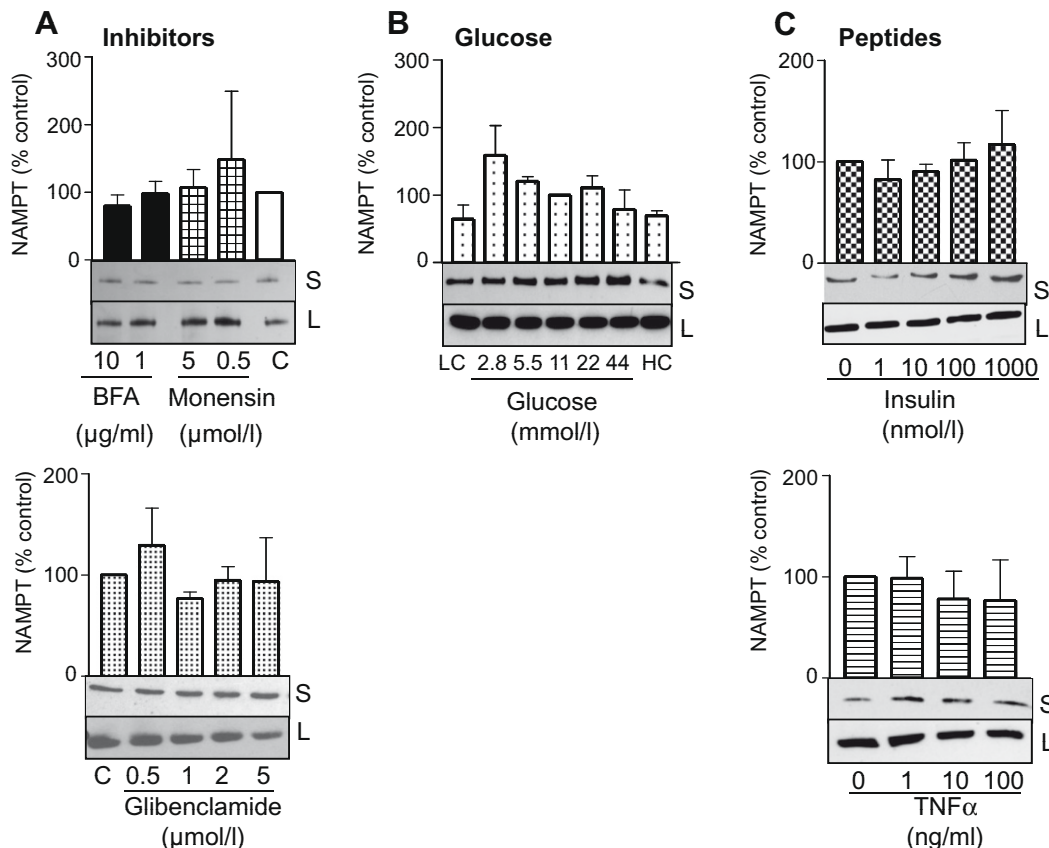 A
Inhibitors
NAMPT (% control)
300
200
100
0
S
L
10 1 5 0.5 C
BFA Monensin
(µg/ml) (µmol/l)
B
Glucose
NAMPT (% control)
300
200
100
0
S
L
LC 2.8 5.5 11 22 44 HC
Glucose
(mmol/l)
C
Peptides
NAMPT (% control)
200
100
0
S
L
0 1 10 100 1000
Insulin
(nmol/l)
NAMPT (% control)
200
100
0
S
L
C 0.5 1 2 5
Glibenclamide
(µmol/l)
NAMPT (% control)
200
100
0
S
L
0 1 10 100
TNFα
(ng/ml)